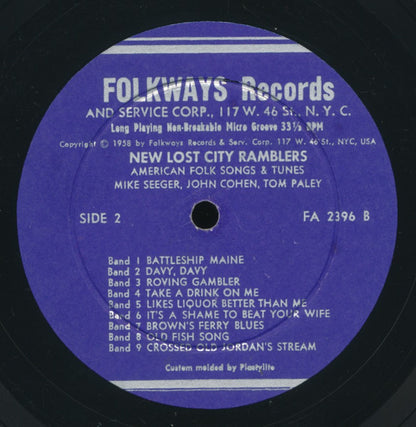 FOLKWAYS Records
AND SERVICE CORP., 117 W. 46 St., N. Y. C.
Long Playing Non-Breakable Micro Groove 33⅓ RPM
Copyright © 1958 by Folkways Records & Serv. Corp. 117 W. 46 St., NYC, USA
NEW LOST CITY RAMBLERS
AMERICAN FOLK SONGS & TUNES
MIKE SEEGER, JOHN COHEN, TOM PALEY
SIDE 2 FA 2396 B
Band 1 BATTLESHIP MAINE
Band 2 DAVY, DAVY
Band 3 ROVING GAMBLER
Band 4 TAKE A DRINK ON ME
Band 5 LIKES LIQUOR BETTER THAN ME
Band 6 IT'S A SHAME TO BEAT YOUR WIFE
Band 7 BROWN'S FERRY BLUES
Band 8 OLD FISH SONG
Band 9 CROSSED OLD JORDAN'S STREAM
Custom molded by Plastylite